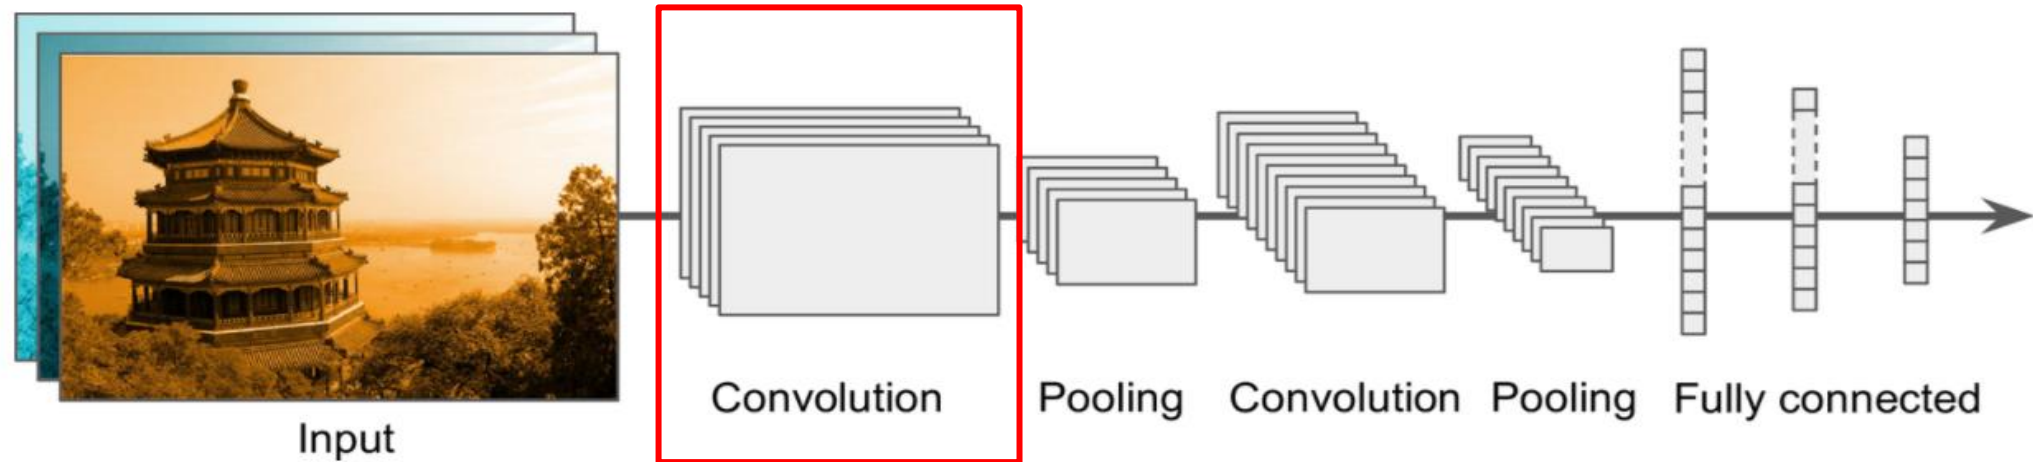 Input
Convolution
Pooling
Convolution
Pooling
Fully connected